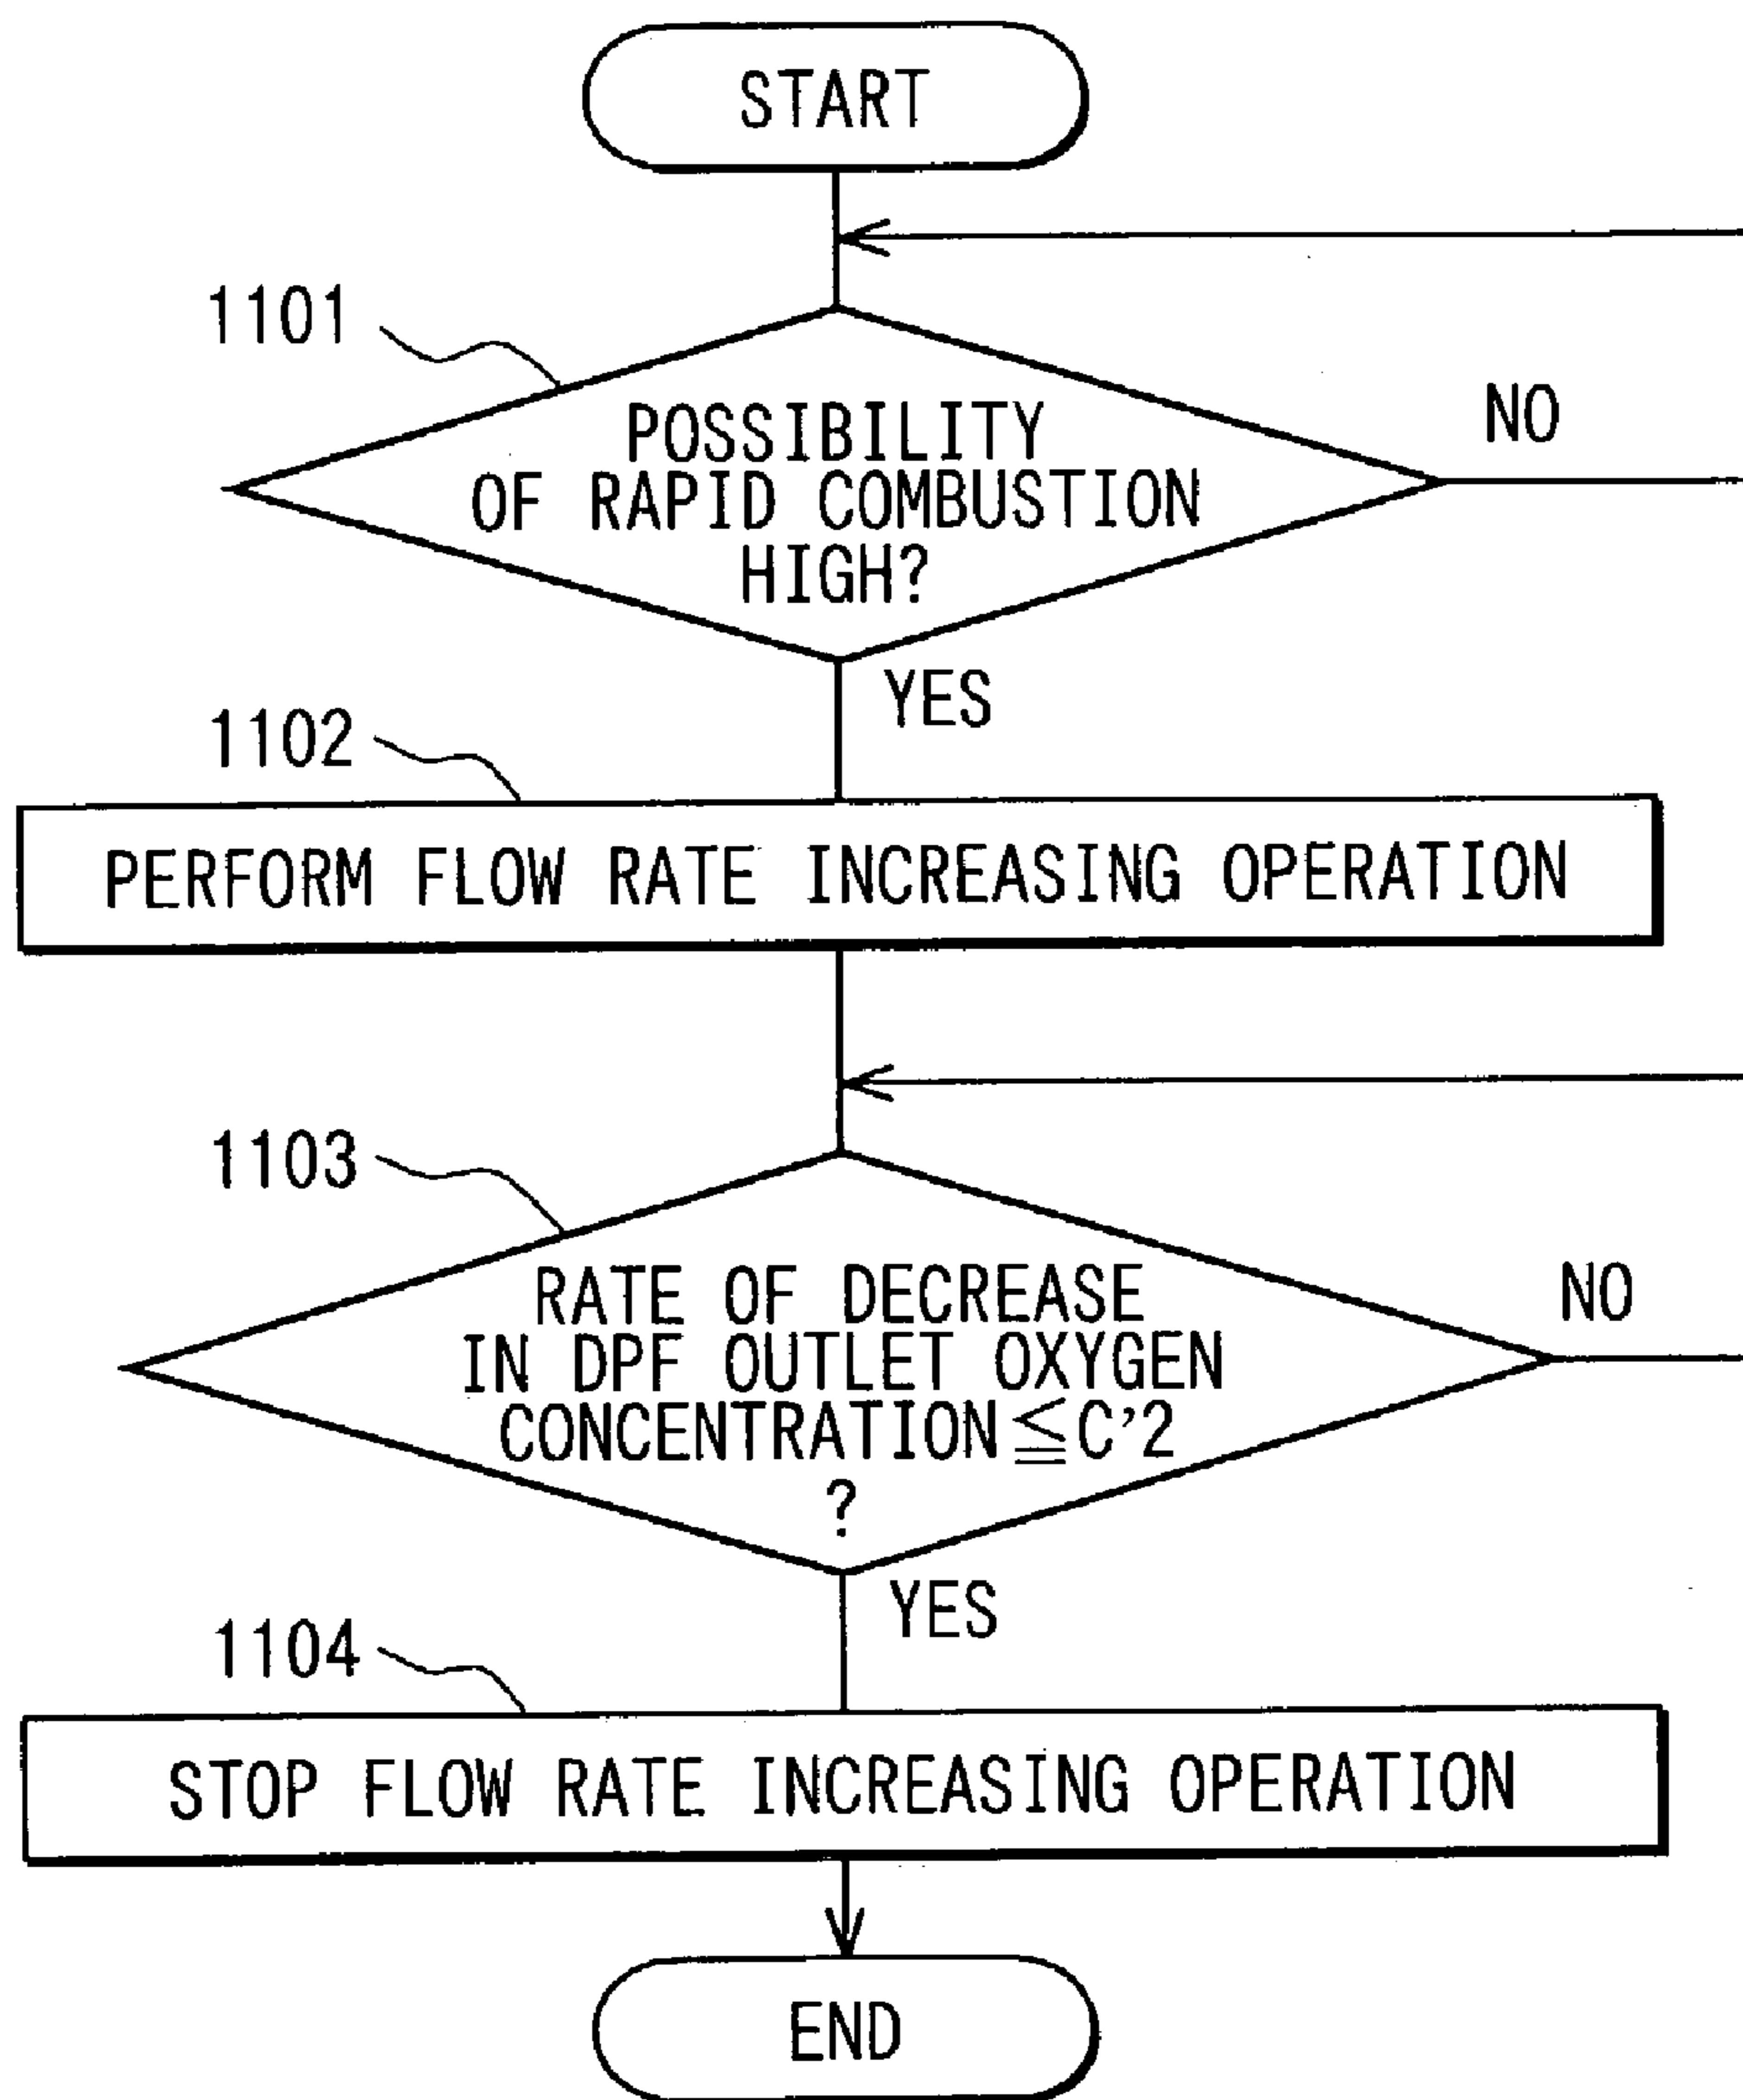 START
1101
POSSIBILITY
OF RAPID COMBUSTION
HIGH?
NO
YES
1102
PERFORM FLOW RATE INCREASING OPERATION
1103
RATE OF DECREASE
IN DPF OUTLET OXYGEN
CONCENTRATION≦C'2
?
NO
YES
1104
STOP FLOW RATE INCREASING OPERATION
END